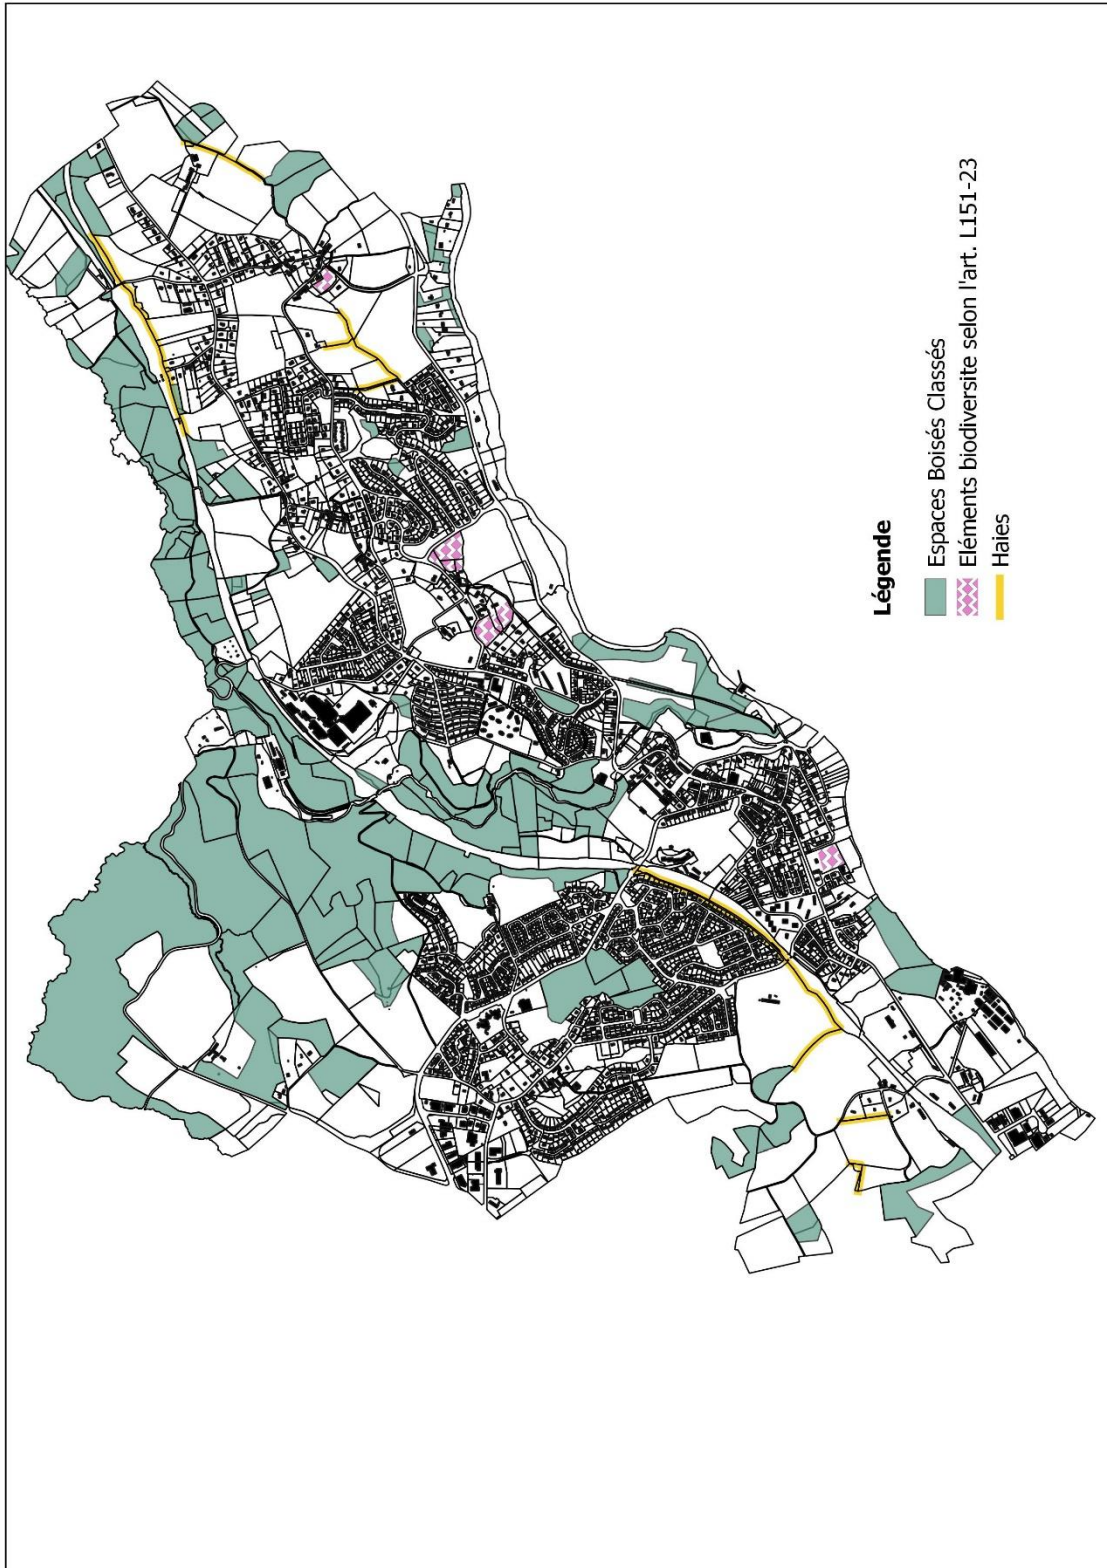 Légende
Espaces Boisés Classés
Eléments biodiversite selon l'art. L151-23
Haies